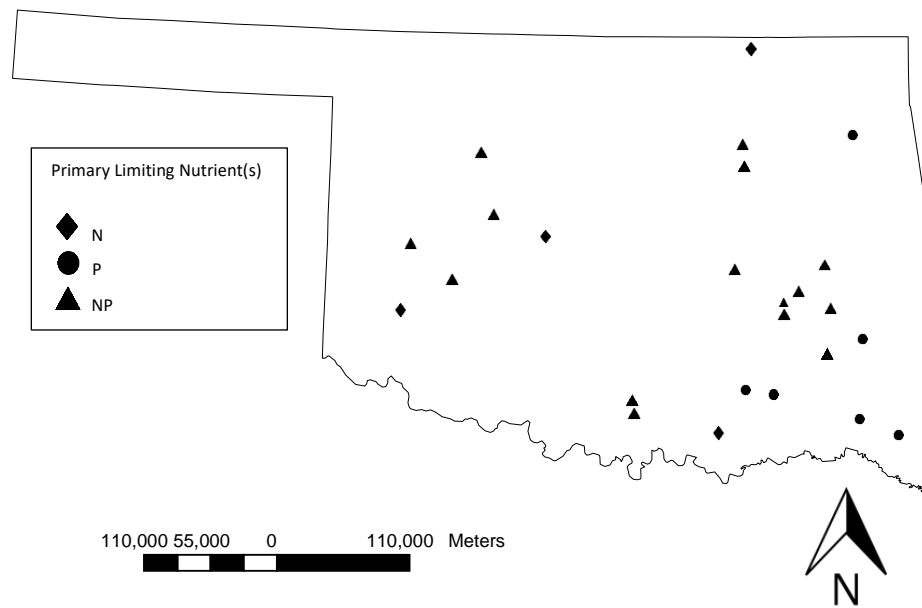 Primary Limiting Nutrient(s)
N
P
NP
110,000 55,000 0 110,000 Meters
N